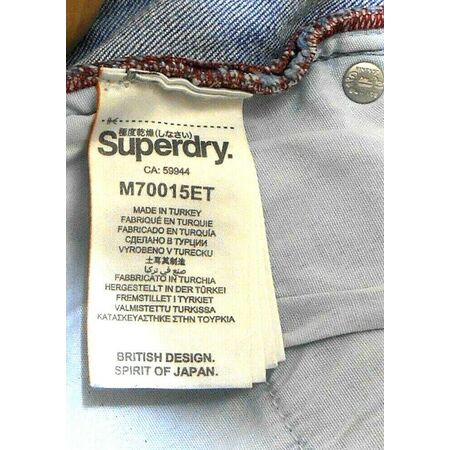 極度乾燥(しなさい)
Superdry.
CA: 59944
M70015ET
MADE IN TURKEY
FABRIQUÉ EN TURQUIE
FABRICADO EN TURQUÍA
СДЕЛАНО В ТУРЦИИ
VYROBENO V TURECKU
土耳其制造
صنع في تركيا
FABBRICATO IN TURCHIA
HERGESTELLT IN DER TÜRKEI
FREMSTILLET I TYRKIET
VALMISTETTU TURKISSA
ΚΑΤΑΣΚΕΥΑΣΤΗΚΕ ΣΤΗΝ ΤΟΥΡΚΙΑ
BRITISH DESIGN.
SPIRIT OF JAPAN.